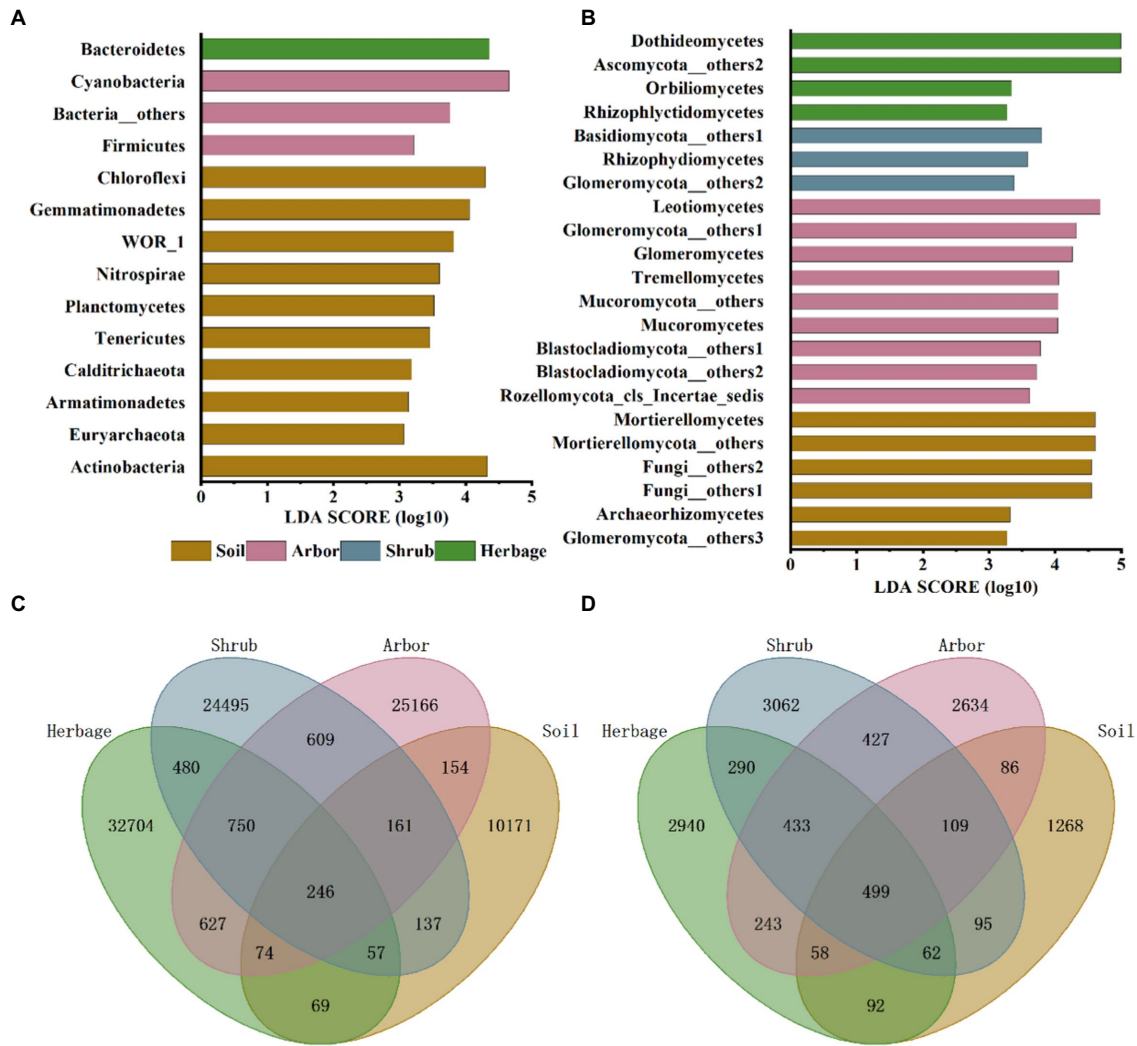 A
Bacteroidetes
Cyanobacteria
Bacteria__others
Firmicutes
Chloroflexi
Gemmatimonadetes
WOR_1
Nitrospirae
Planctomycetes
Tenericutes
Calditrichaeota
Armatimonadetes
Euryarchaeota
Actinobacteria
0 1 2 3 4 5
LDA SCORE (log10)
Soil Arbor Shrub Herbage
B
Dothideomycetes
Ascomycota__others2
Orbiliomycetes
Rhizophlyctidomycetes
Basidiomycota__others1
Rhizophydiomycetes
Glomeromycota__others2
Leotiomycetes
Glomeromycota__others1
Glomeromycetes
Tremellomycetes
Mucoromycota__others
Mucoromycetes
Blastocladiomycota__others1
Blastocladiomycota__others2
Rozellomycota_cls_Incertae_sedis
Mortierellomycetes
Mortierellomycota__others
Fungi__others2
Fungi__others1
Archaeorhizomycetes
Glomeromycota__others3
0 1 2 3 4 5
LDA SCORE (log10)
C
Shrub Arbor
24495 25166
Herbage 609 Soil
480 154
32704 750 161 10171
246
627 137
74 57
69
D
Shrub Arbor
3062 2634
Herbage 427 Soil
290 86
2940 433 109 1268
499
243 95
58 62
92